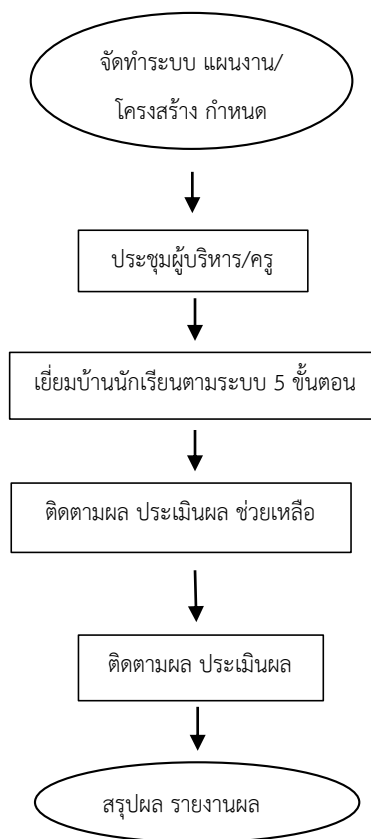 จัดทำระบบ แผนงาน/
โครงสร้าง กำหนด
ประชุมผู้บริหาร/ครู
เยี่ยมบ้านนักเรียนตามระบบ 5 ขั้นตอน
ติดตามผล ประเมินผล ช่วยเหลือ
ติดตามผล ประเมินผล
สรุปผล รายงานผล